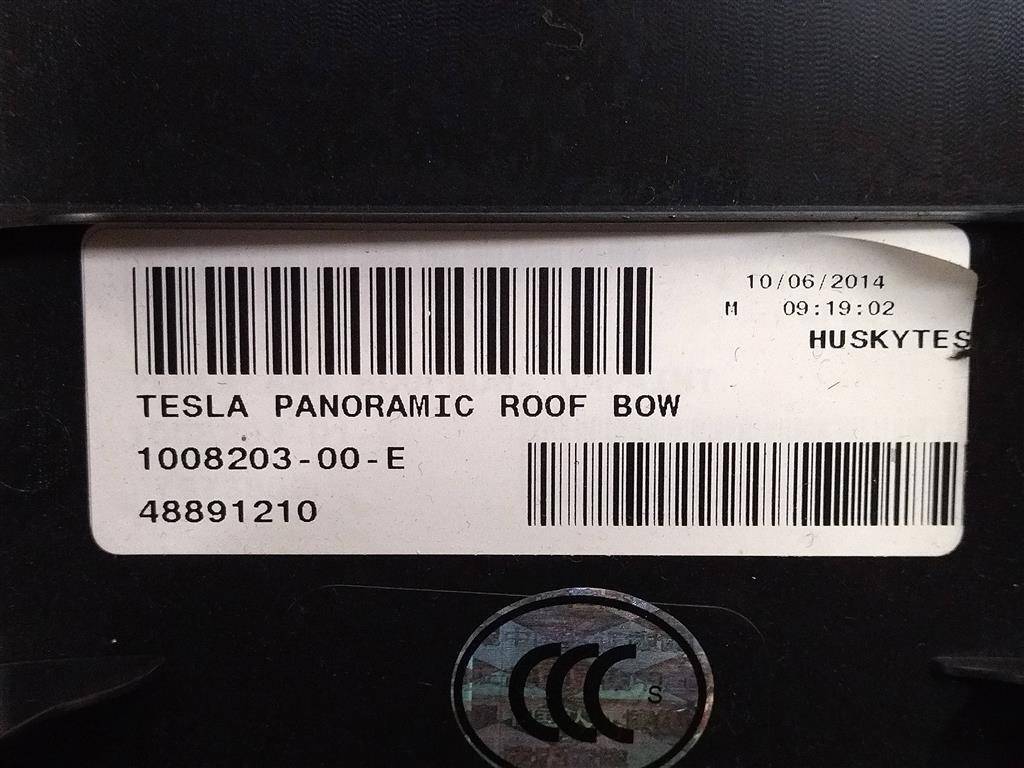 10/06/2014
M 09:19:02
HUSKYTES
TESLA PANORAMIC ROOF BOW
1008203-00-E
48891210
CCC
S